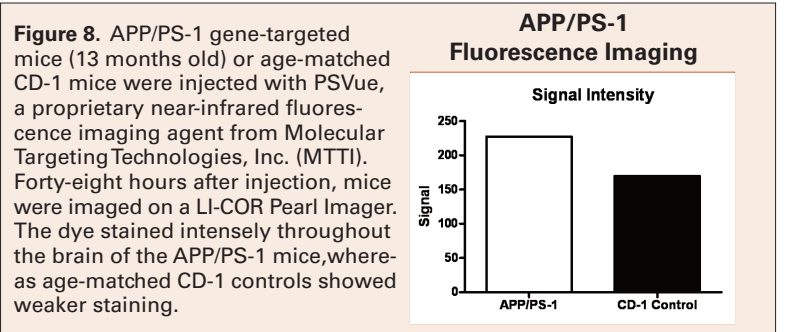 Figure 8. APP/PS-1 gene-targeted
mice (13 months old) or age-matched
CD-1 mice were injected with PSVue,
a proprietary near-infrared fluores-
cence imaging agent from Molecular
Targeting Technologies, Inc. (MTTI).
Forty-eight hours after injection, mice
were imaged on a LI-COR Pearl Imager.
The dye stained intensely throughout
the brain of the APP/PS-1 mice,where-
as age-matched CD-1 controls showed
weaker staining.
APP/PS-1
Fluorescence Imaging
Signal Intensity
Signal
250
200
150
100
50
0
APP/PS-1 CD-1 Control